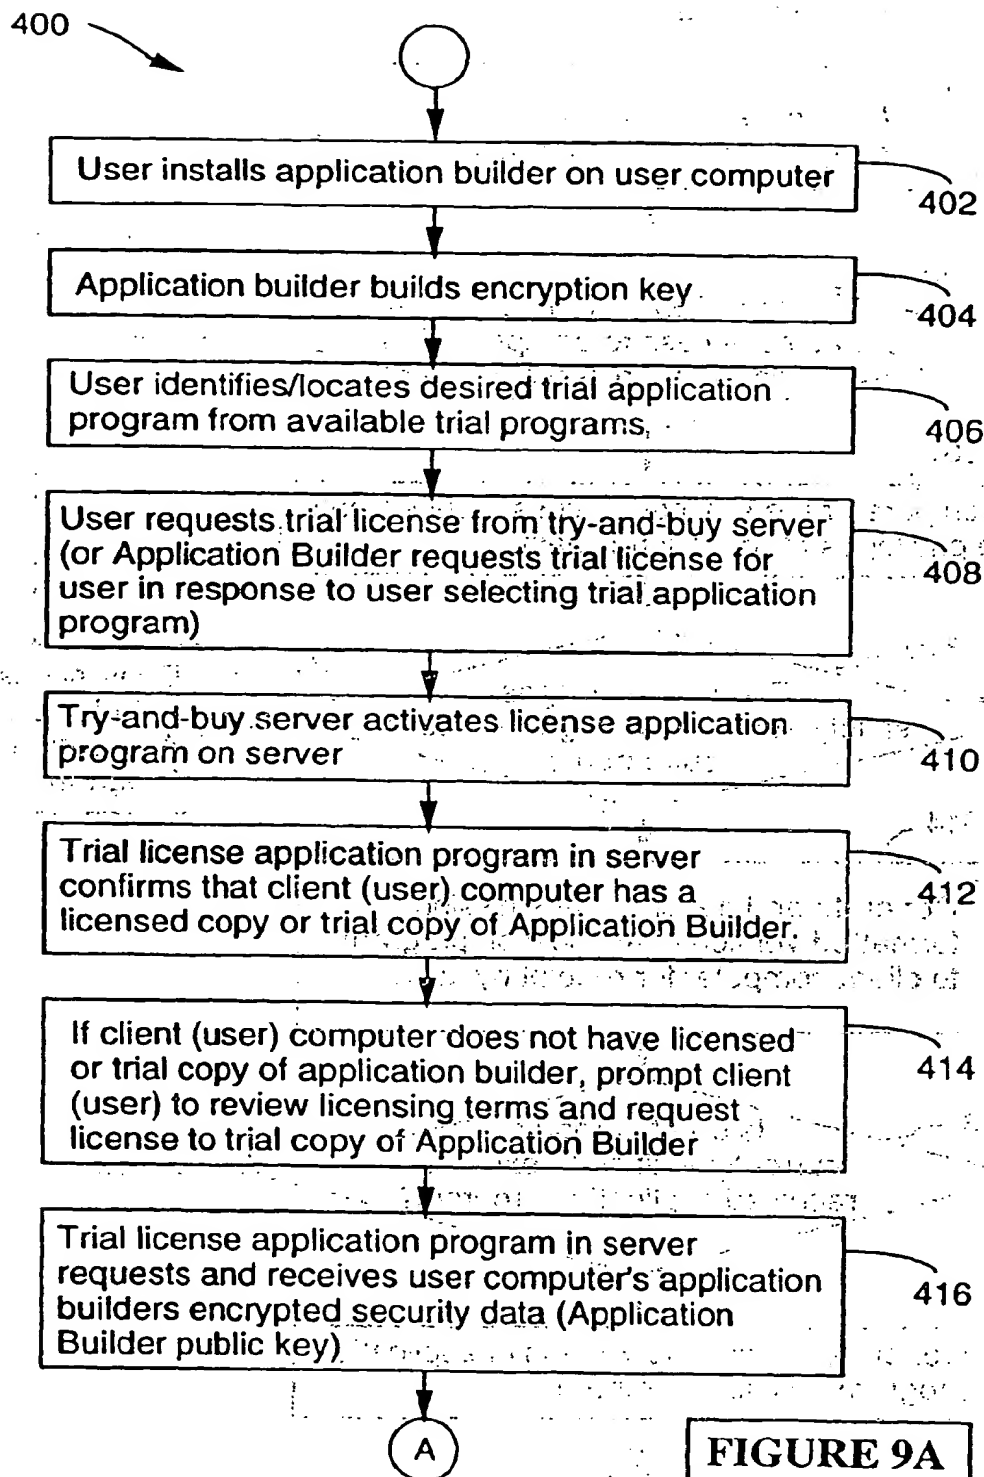 400
User installs application builder on user computer
402
Application builder builds encryption key
404
User identifies/locates desired trial application
program from available trial programs
406
User requests trial license from try-and-buy server
(or Application Builder requests trial license for
user in response to user selecting trial application
program)
408
Try-and-buy server activates license application
program on server
410
Trial license application program in server
confirms that client (user) computer has a
licensed copy or trial copy of Application Builder.
412
If client (user) computer does not have licensed
or trial copy of application builder, prompt client
(user) to review licensing terms and request
license to trial copy of Application Builder
414
Trial license application program in server
requests and receives user computer's application
builders encrypted security data (Application
Builder public key)
416
A
FIGURE 9A